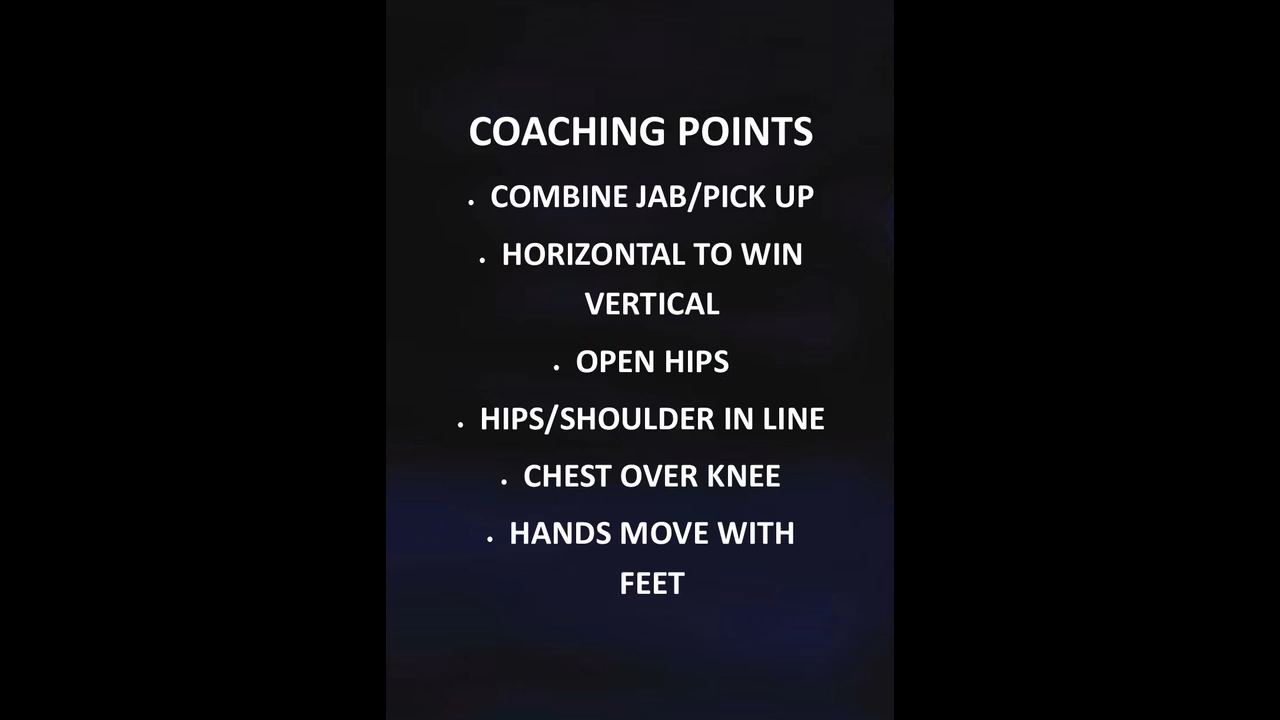 COACHING POINTS
• COMBINE JAB/PICK UP
• HORIZONTAL TO WIN
VERTICAL
• OPEN HIPS
• HIPS/SHOULDER IN LINE
• CHEST OVER KNEE
• HANDS MOVE WITH
FEET